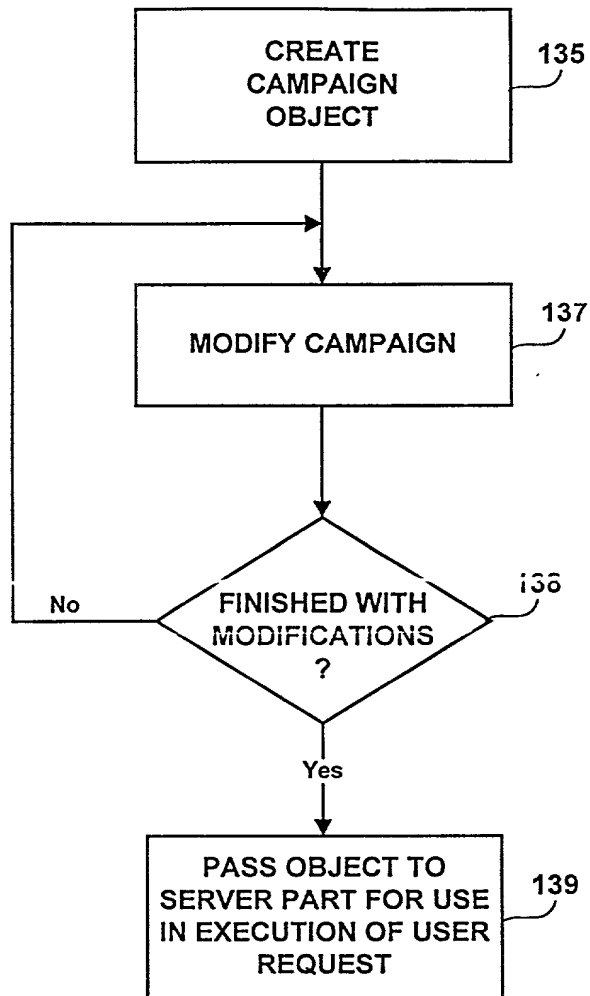 CREATE
CAMPAIGN
OBJECT
135
MODIFY CAMPAIGN
137
FINISHED WITH
MODIFICATIONS
?
138
No
Yes
PASS OBJECT TO
SERVER PART FOR USE
IN EXECUTION OF USER
REQUEST
139